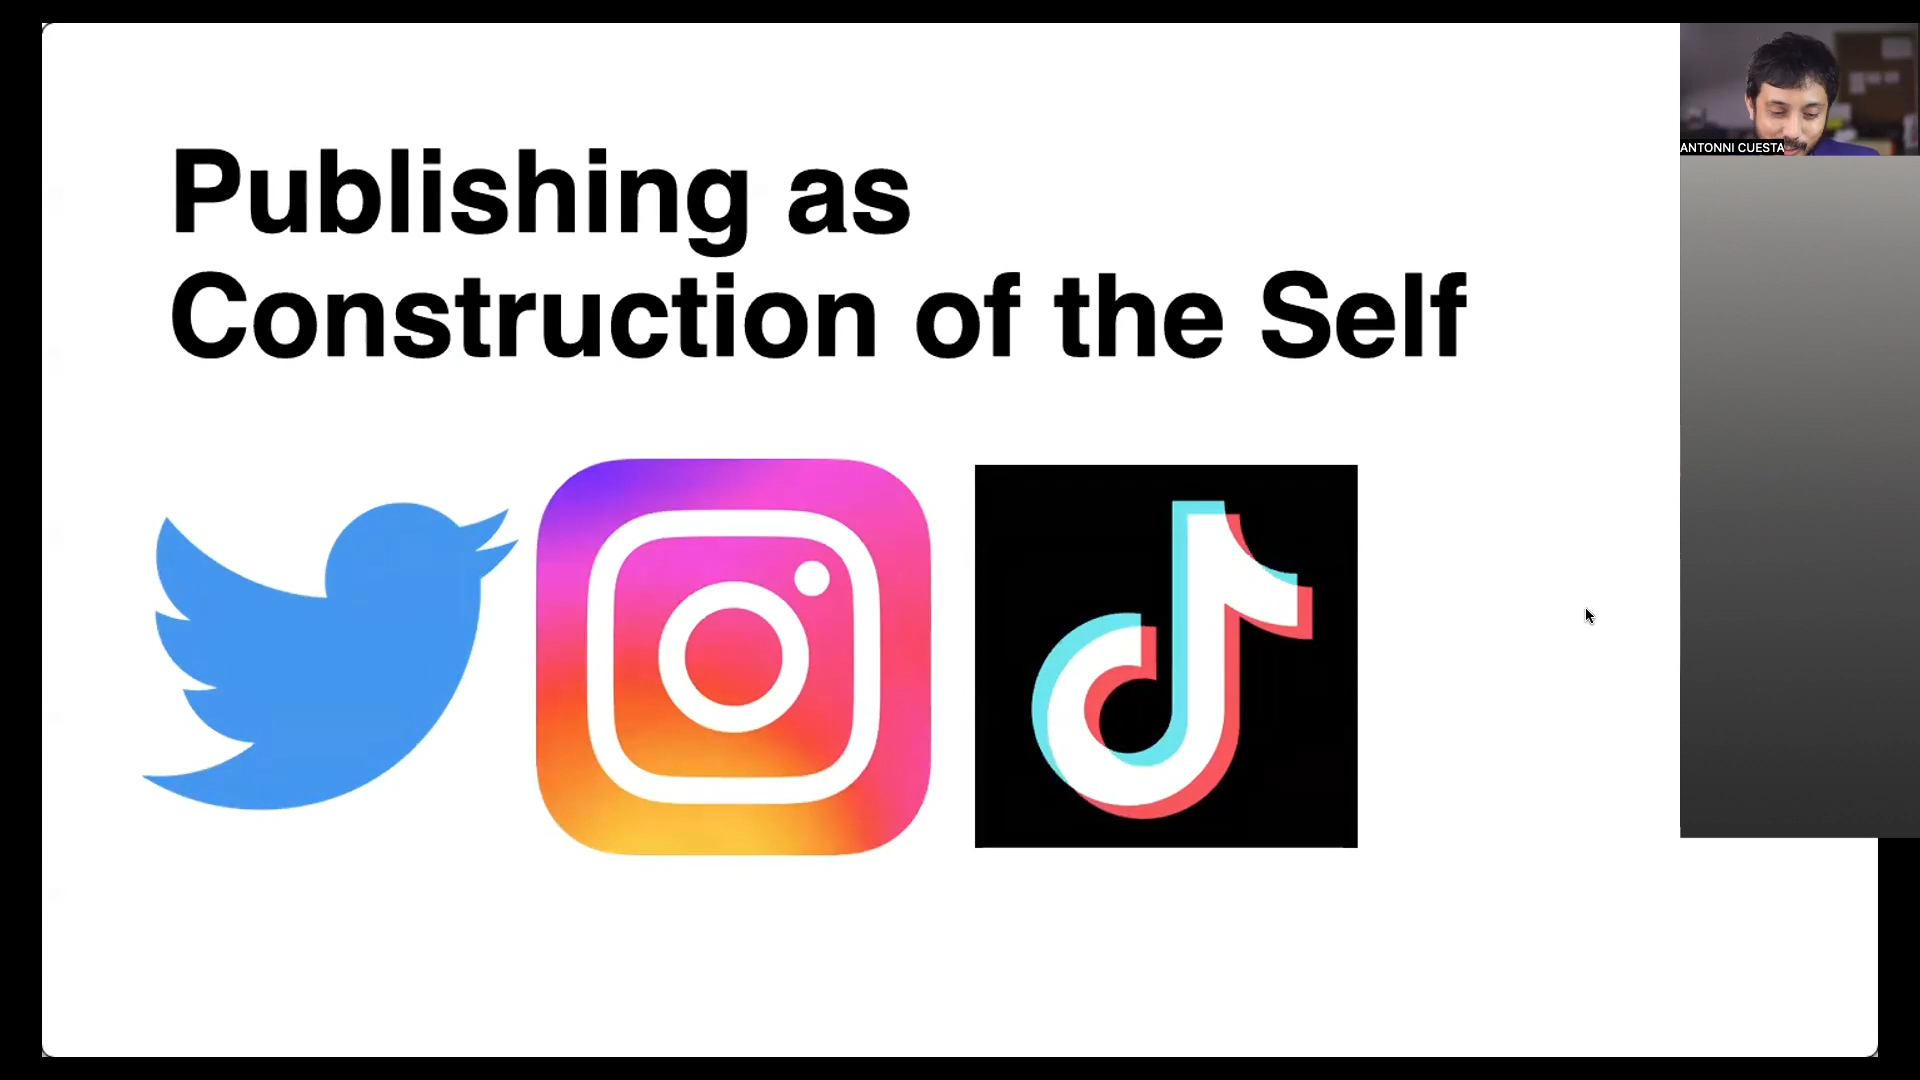 Publishing as
Construction of the Self
ANTONNI CUESTA